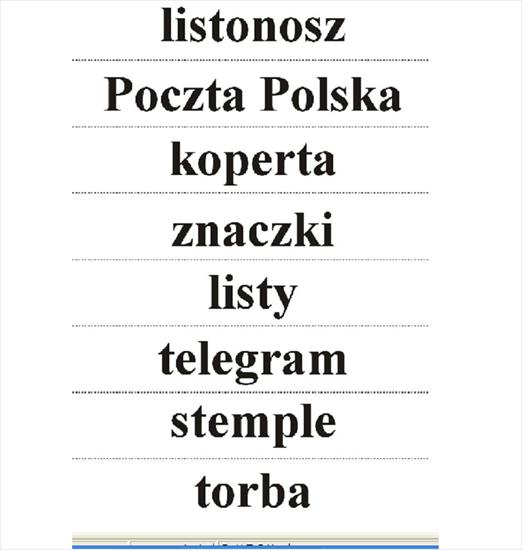 listonosz
Poczta Polska
koperta
znaczki
listy
telegram
stemple
torba